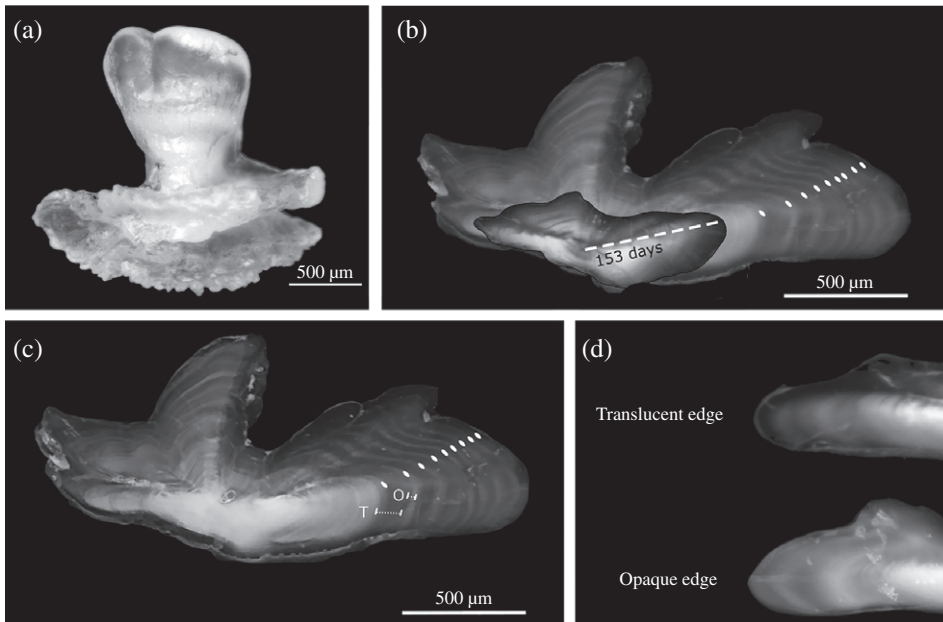 (a)
500 µm
(b)
153 days
500 µm
(c)
O
T
500 µm
(d)
Translucent edge
Opaque edge